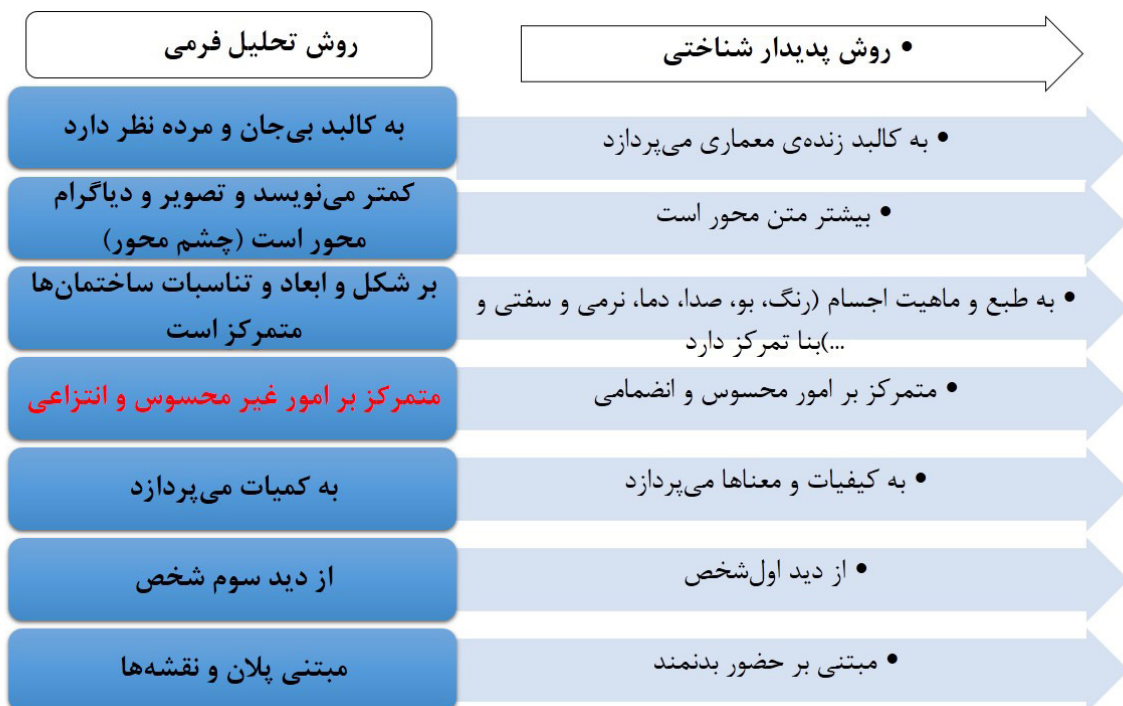 • روش پدیدار شناختی
روش تحلیل فرمی
• به کالبد زنده‌ی معماری می‌پردازد
به کالبد بی‌جان و مرده نظر دارد
• بیشتر متن محور است
کمتر می‌نویسد و تصویر و دیاگرام
محور است (چشم محور)
• به طبع و ماهیت اجسام (رنگ، بو، صدا، دما، نرمی و سفتی و
...)بنا تمرکز دارد
بر شکل و ابعاد و تناسبات ساختمان‌ها
متمرکز است
• متمرکز بر امور محسوس و انضمامی
متمرکز بر امور غیر محسوس و انتزاعی
• به کیفیات و معناها می‌پردازد
به کمیات می‌پردازد
• از دید اول‌شخص
از دید سوم شخص
• مبتنی بر حضور بدنمند
مبتنی پلان و نقشه‌ها